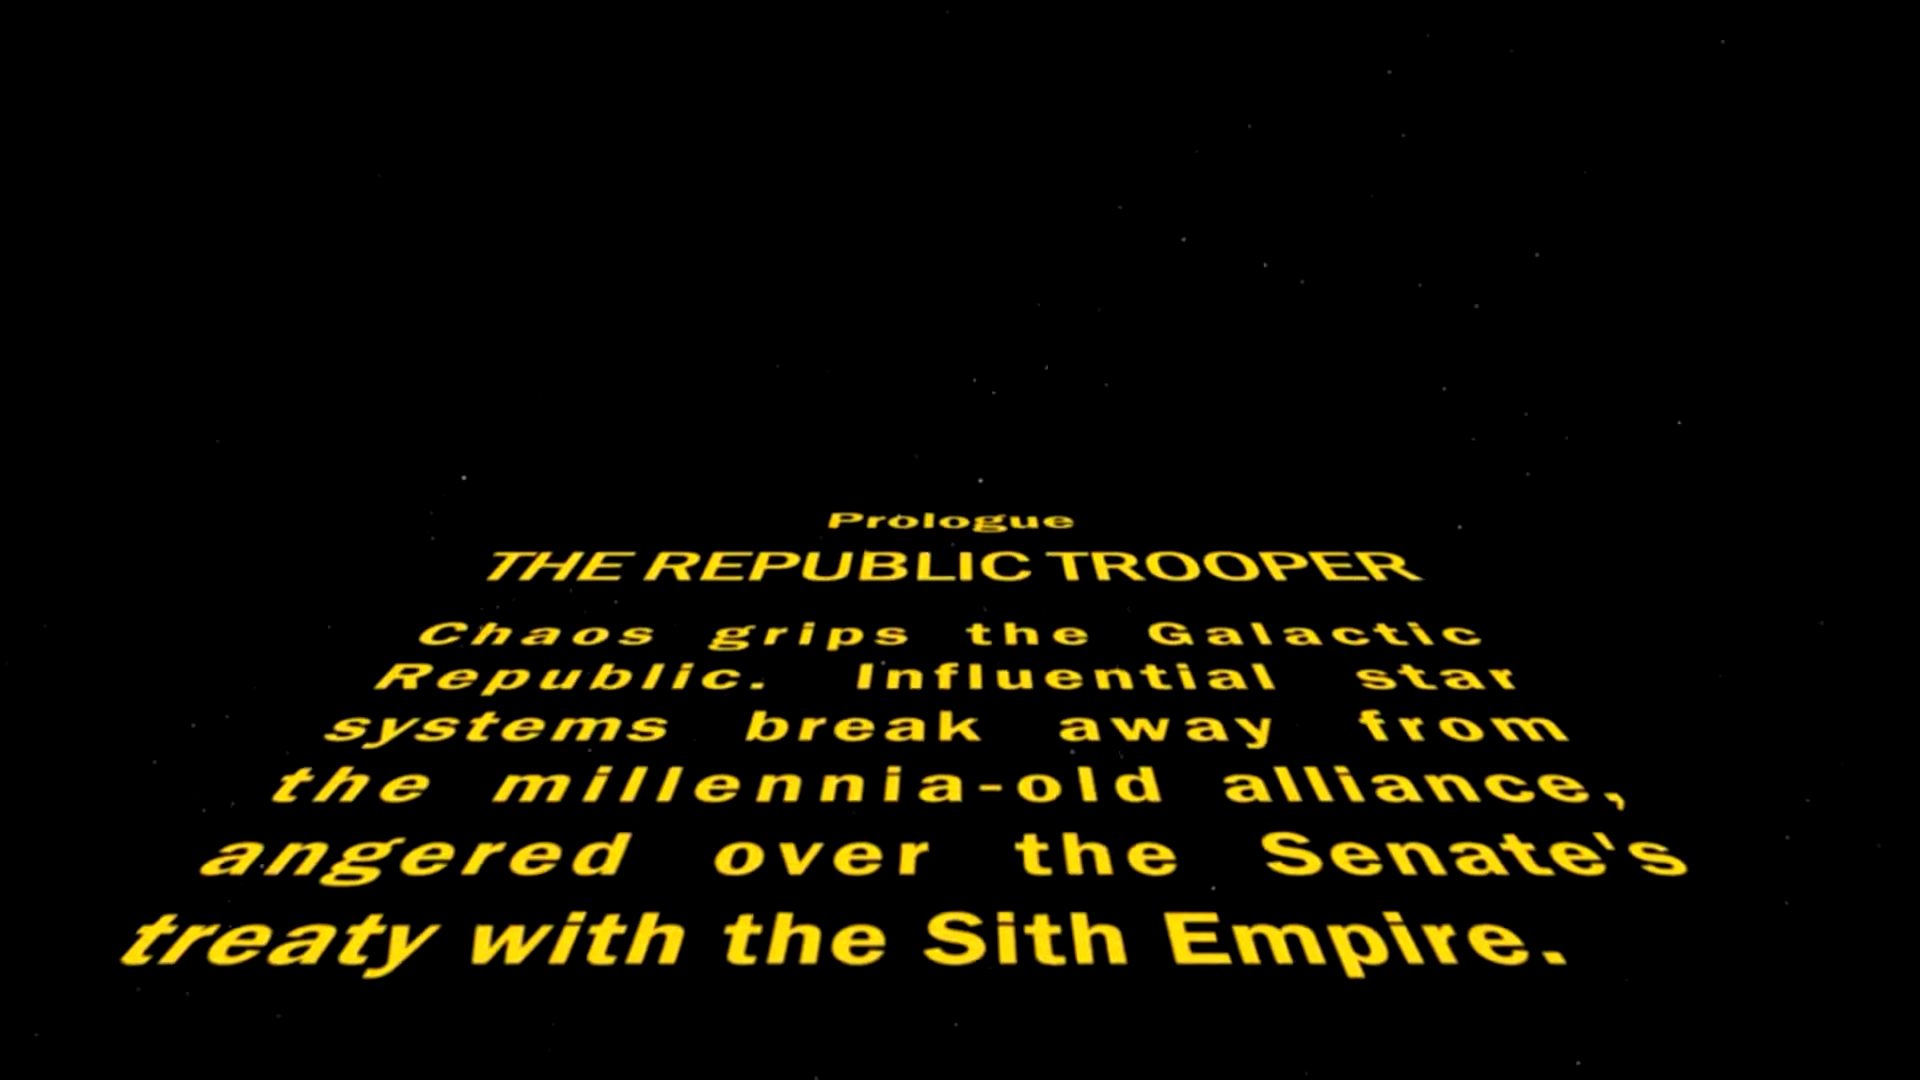 Prologue
THE REPUBLIC TROOPER
Chaos grips the Galactic
Republic. Influential star
systems break away from
the millennia-old alliance,
angered over the Senate's
treaty with the Sith Empire.